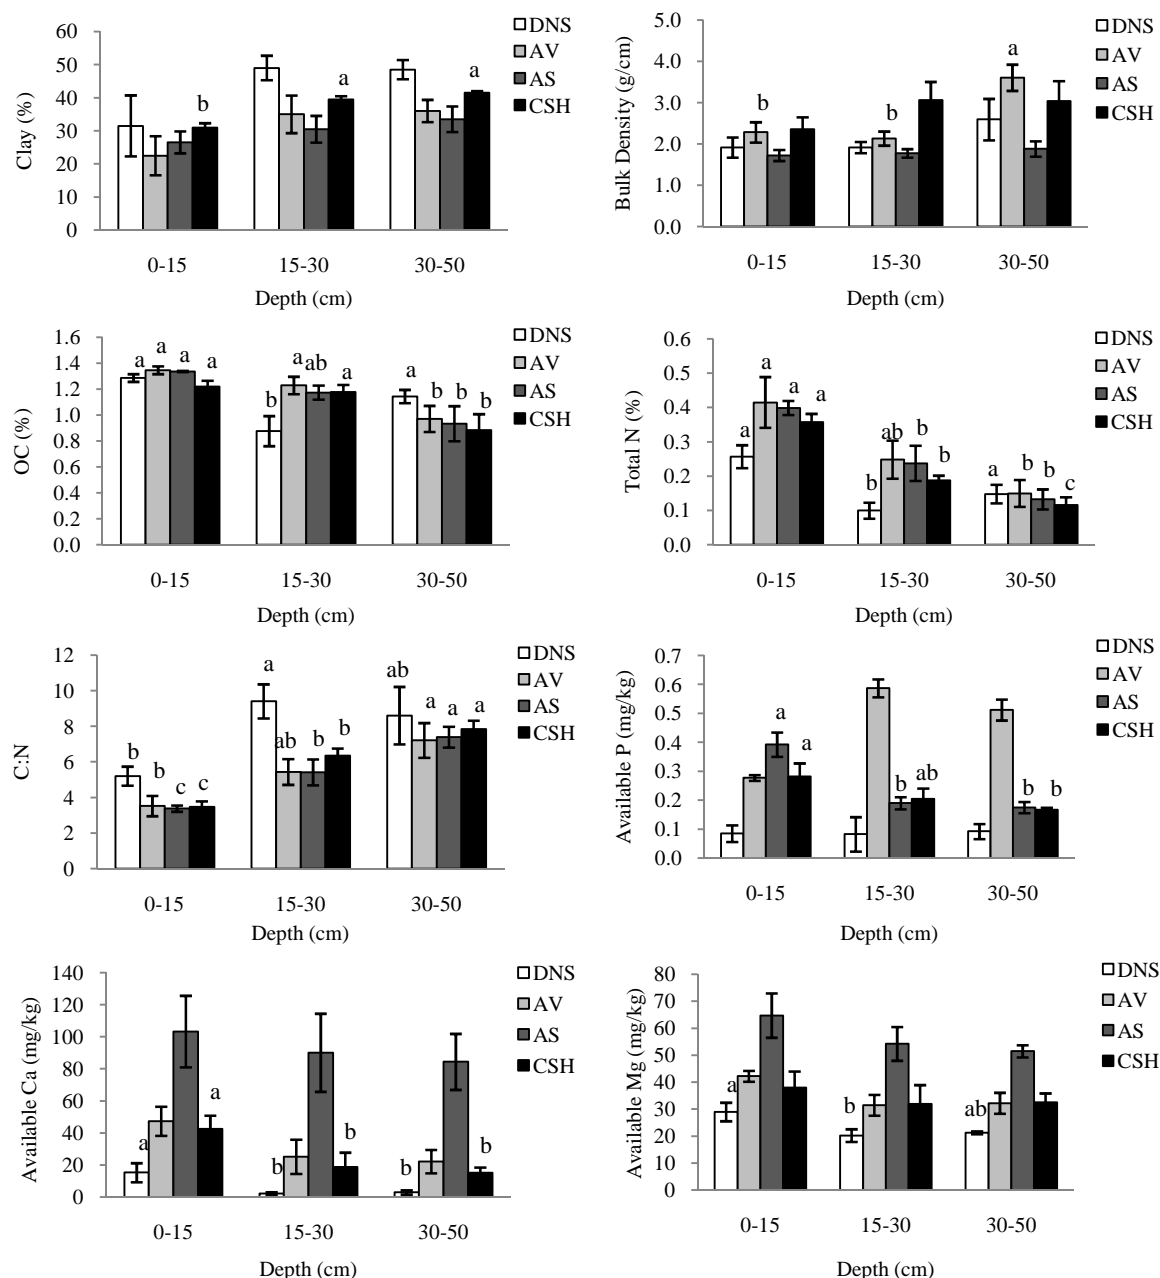 Clay (%)
60
50
40
30
20
10
0
b
a
a
0-15 15-30 30-50
Depth (cm)
DNS
AV
AS
CSH
Bulk Density (g/cm)
5.0
4.0
3.0
2.0
1.0
0.0
b
b
a
0-15 15-30 30-50
Depth (cm)
DNS
AV
AS
CSH
OC (%)
1.6
1.4
1.2
1.0
0.8
0.6
0.4
0.2
0.0
a a a a
b a ab a
a b b b
0-15 15-30 30-50
Depth (cm)
DNS
AV
AS
CSH
Total N (%)
0.6
0.5
0.4
0.3
0.2
0.1
0.0
a a a a
b ab b b
a b b c
0-15 15-30 30-50
Depth (cm)
DNS
AV
AS
CSH
C:N
12
10
8
6
4
2
0
b b c c
a ab b b
ab a a a
0-15 15-30 30-50
Depth (cm)
DNS
AV
AS
CSH
Available P (mg/kg)
0.7
0.6
0.5
0.4
0.3
0.2
0.1
0.0
a a
b ab
b b
0-15 15-30 30-50
Depth (cm)
DNS
AV
AS
CSH
Available Ca (mg/kg)
140
120
100
80
60
40
20
0
a a
b b
b b
0-15 15-30 30-50
Depth (cm)
DNS
AV
AS
CSH
Available Mg (mg/kg)
80
70
60
50
40
30
20
10
0
a
b
ab
0-15 15-30 30-50
Depth (cm)
DNS
AV
AS
CSH